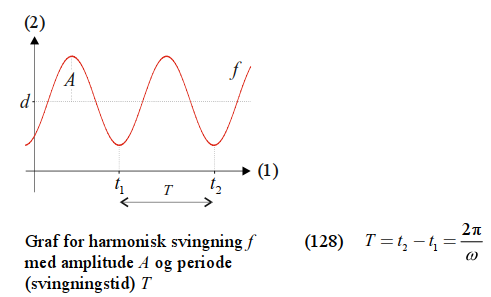 (2)
f
A
d
(1)
t₁ T t₂
Graf for harmonisk svingning f
med amplitude A og periode
(svingningstid) T
(128) T = t₂ − t₁ = 2π/ω